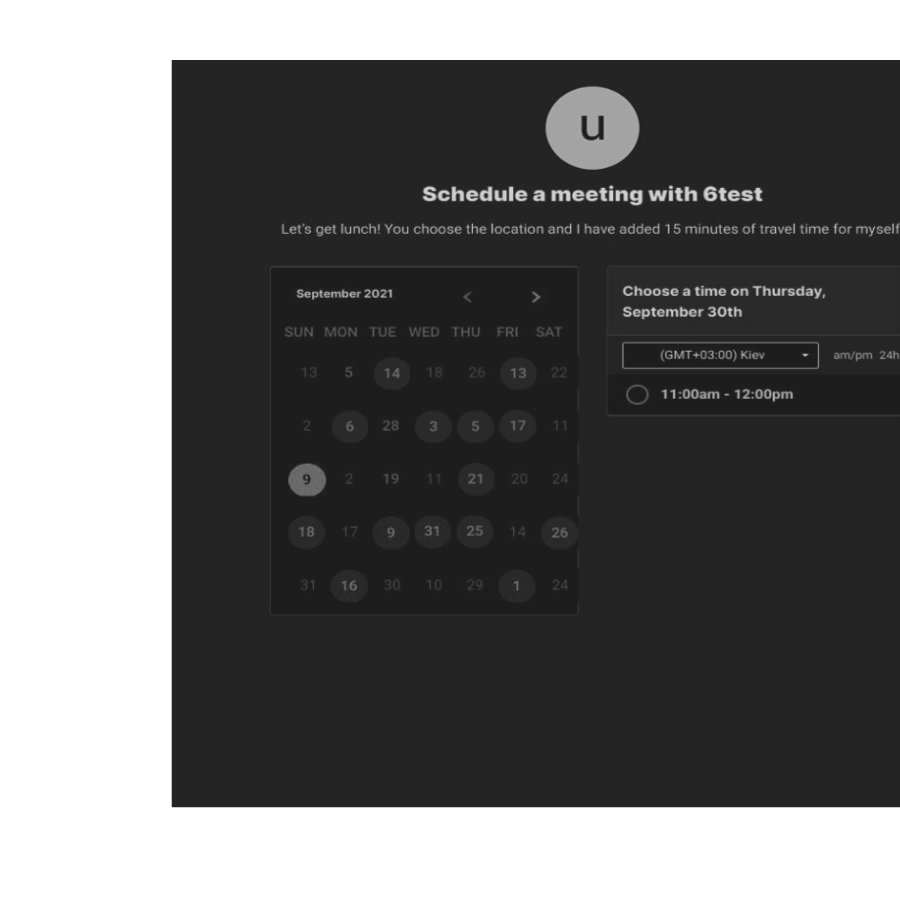 u
Schedule a meeting with 6test
Let's get lunch! You choose the location and I have added 15 minutes of travel time for myself
September 2021
SUN MON TUE WED THU FRI SAT
13 5 14 18 26 13 22
2 6 28 3 5 17 11
9 2 19 11 21 20 24
18 17 9 31 25 14 26
31 16 30 10 29 1 24
Choose a time on Thursday,
September 30th
(GMT+03:00) Kiev am/pm 24h
11:00am - 12:00pm